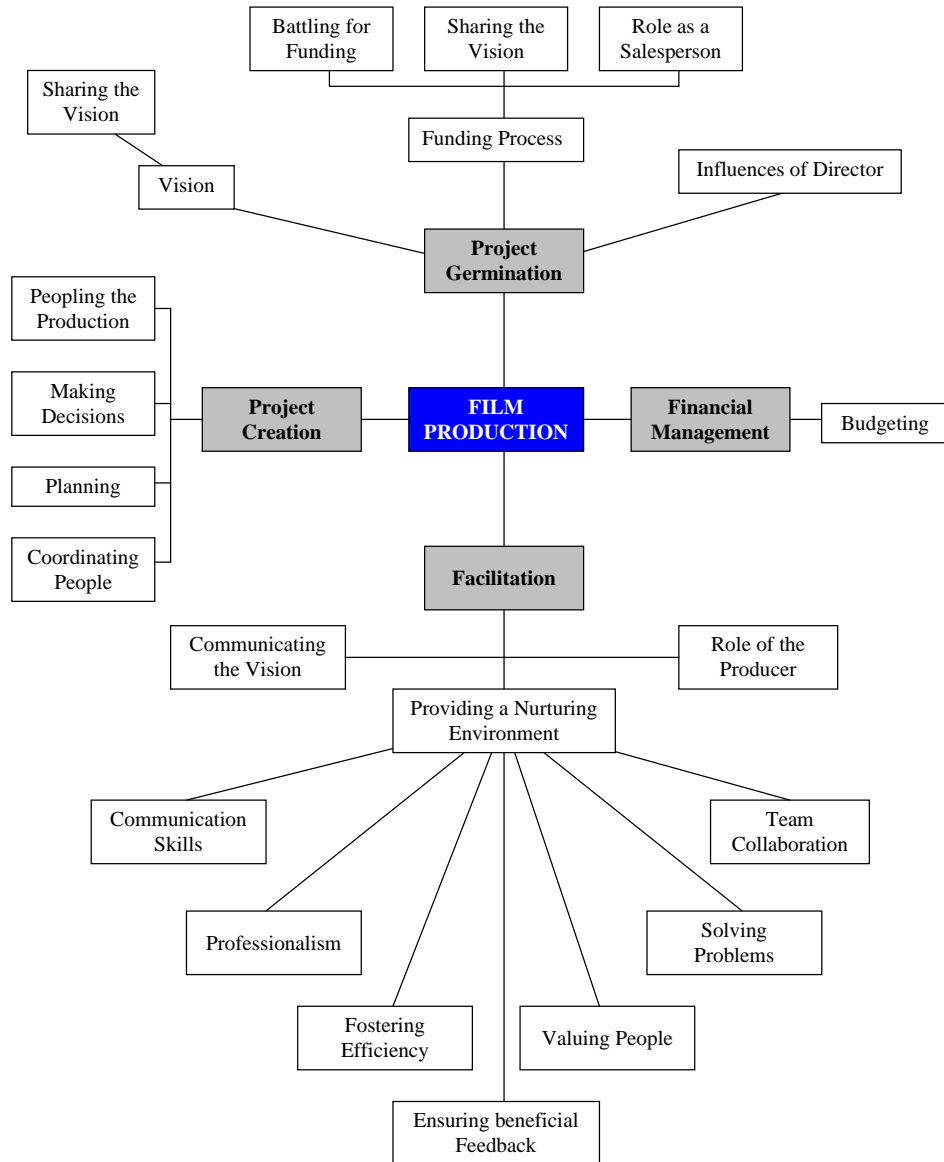 Battling for
Funding
Sharing the
Vision
Role as a
Salesperson
Sharing the
Vision
Funding Process
Vision
Influences of Director
Project
Germination
Peopling the
Production
Making
Decisions
Planning
Coordinating
People
Project
Creation
FILM
PRODUCTION
Financial
Management
Budgeting
Facilitation
Communicating
the Vision
Role of the
Producer
Providing a Nurturing
Environment
Communication
Skills
Team
Collaboration
Professionalism
Solving
Problems
Fostering
Efficiency
Valuing People
Ensuring beneficial
Feedback